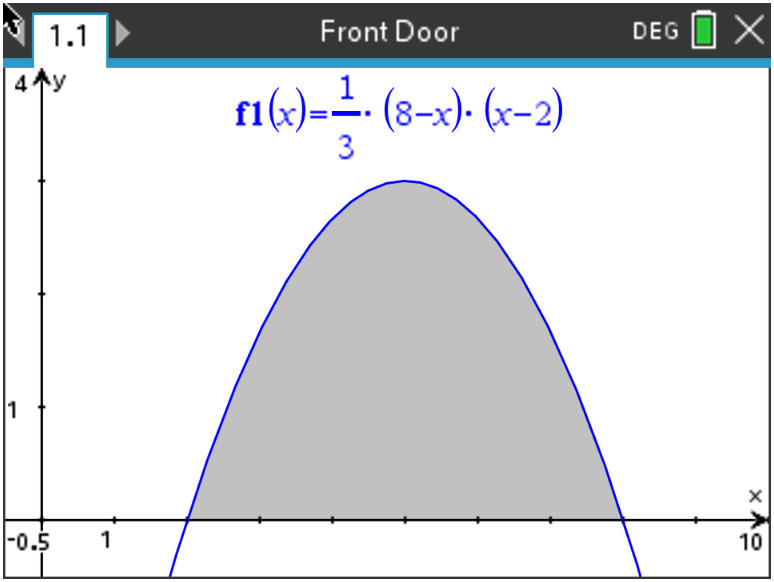 1.1 Front Door DEG
4 y
f1(x)=1/3·(8-x)·(x-2)
1
x
-0.5 1 10